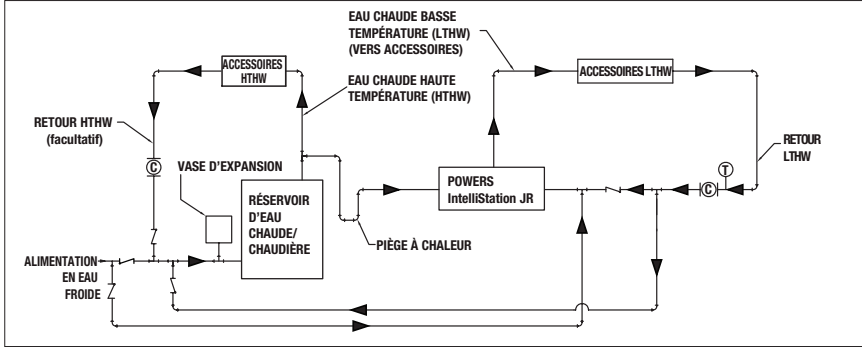 EAU CHAUDE BASSE
TEMPÉRATURE (LTHW)
(VERS ACCESSOIRES)
ACCESSOIRES
HTHW
ACCESSOIRES LTHW
EAU CHAUDE HAUTE
TEMPÉRATURE (HTHW)
RETOUR HTHW
(facultatif)
RETOUR
LTHW
C
VASE D'EXPANSION
T
C
RÉSERVOIR
D'EAU
CHAUDE/
CHAUDIÈRE
POWERS
IntelliStation JR
PIÈGE À CHALEUR
ALIMENTATION
EN EAU
FROIDE